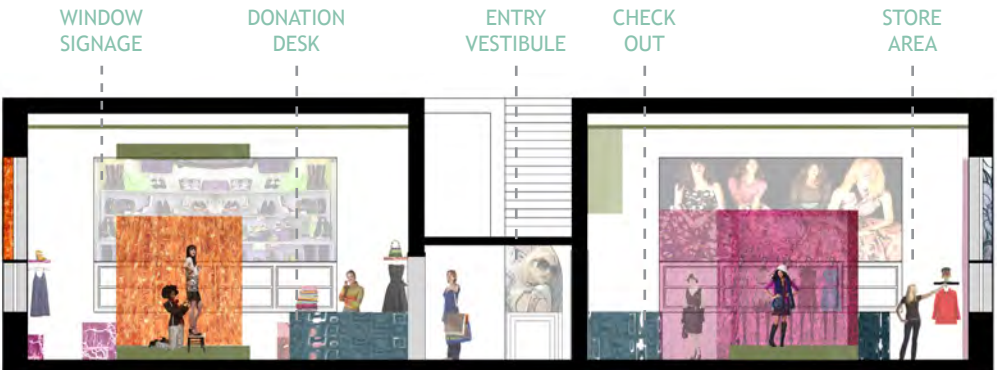 WINDOW
SIGNAGE
DONATION
DESK
ENTRY
VESTIBULE
CHECK
OUT
STORE
AREA